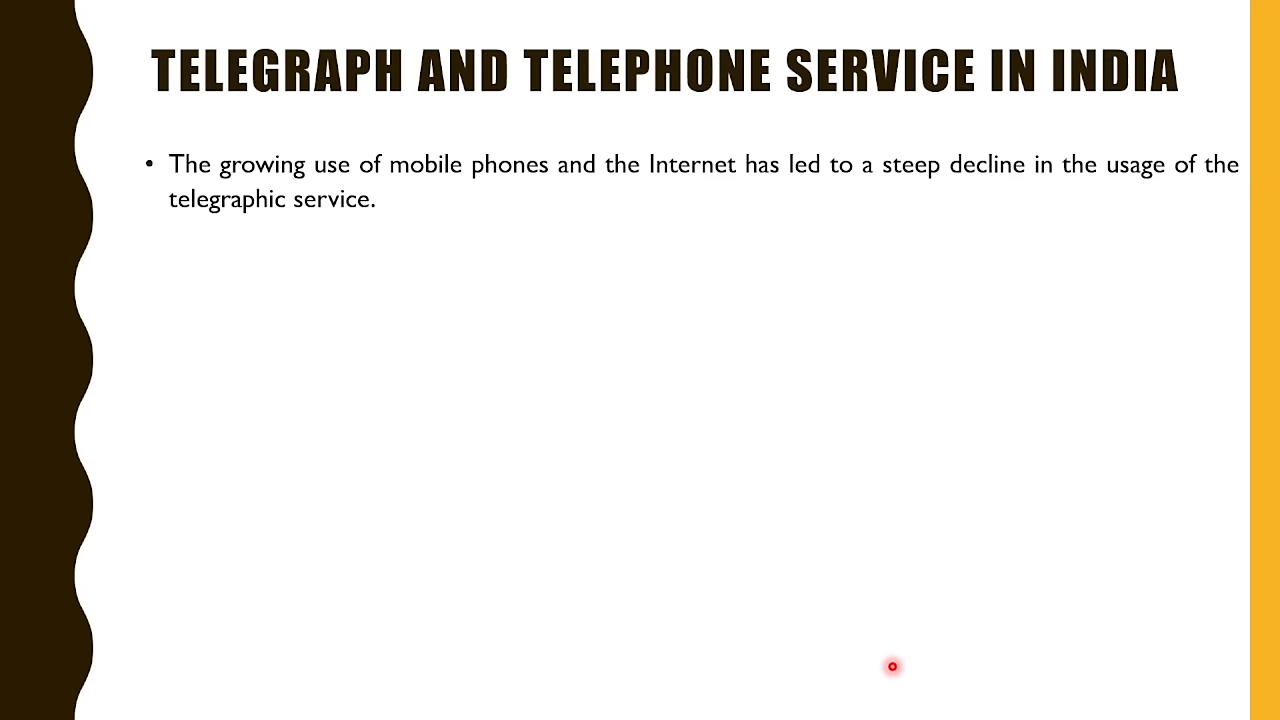 TELEGRAPH AND TELEPHONE SERVICE IN INDIA
• The growing use of mobile phones and the Internet has led to a steep decline in the usage of the
telegraphic service.